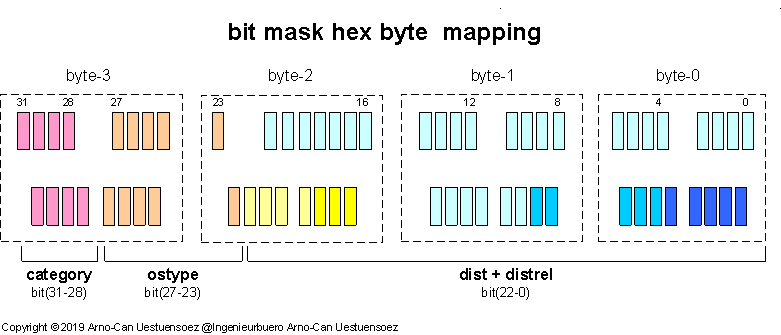 bit mask hex byte mapping
byte-3 byte-2 byte-1 byte-0
31 28 27 23 16 12 8 4 0
category ostype dist + distrel
bit(31-28) bit(27-23) bit(22-0)
Copyright © 2019 Arno-Can Uestuensoez @Ingenieurbuero Arno-Can Uestuensoez